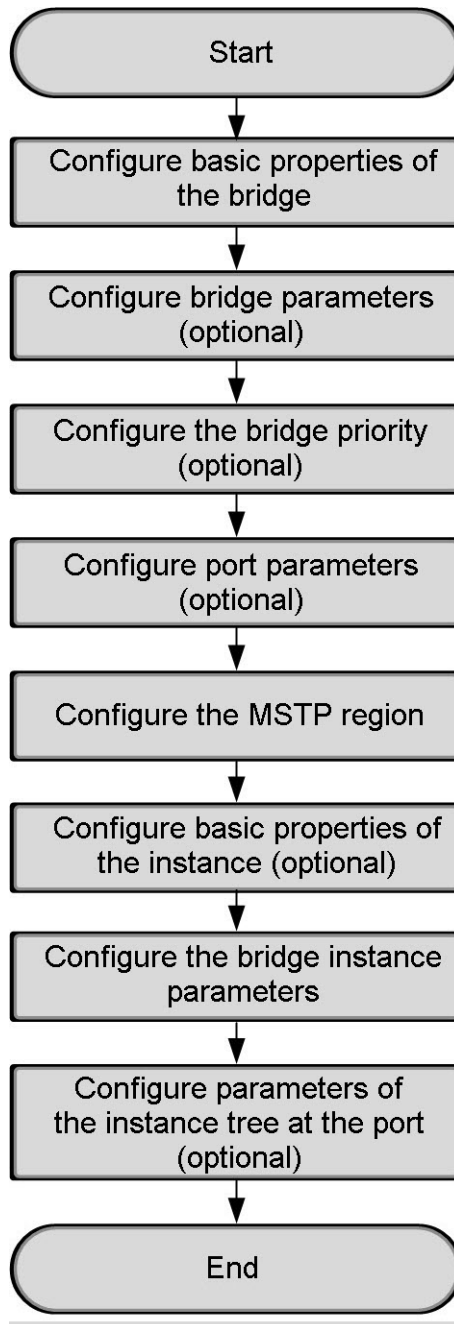 Start
Configure basic properties of
the bridge
Configure bridge parameters
(optional)
Configure the bridge priority
(optional)
Configure port parameters
(optional)
Configure the MSTP region
Configure basic properties of
the instance (optional)
Configure the bridge instance
parameters
Configure parameters of
the instance tree at the port
(optional)
End